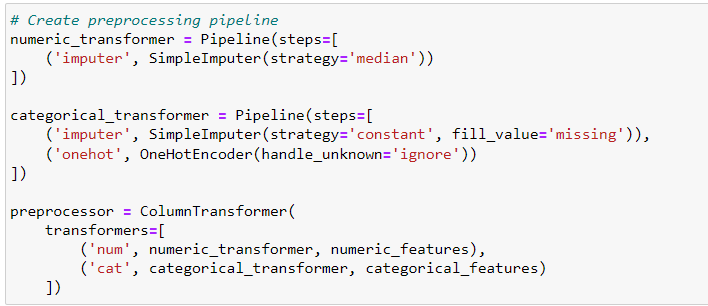 # Create preprocessing pipeline
numeric_transformer = Pipeline(steps=[
    ('imputer', SimpleImputer(strategy='median'))
])

categorical_transformer = Pipeline(steps=[
    ('imputer', SimpleImputer(strategy='constant', fill_value='missing')),
    ('onehot', OneHotEncoder(handle_unknown='ignore'))
])

preprocessor = ColumnTransformer(
    transformers=[
        ('num', numeric_transformer, numeric_features),
        ('cat', categorical_transformer, categorical_features)
    ])